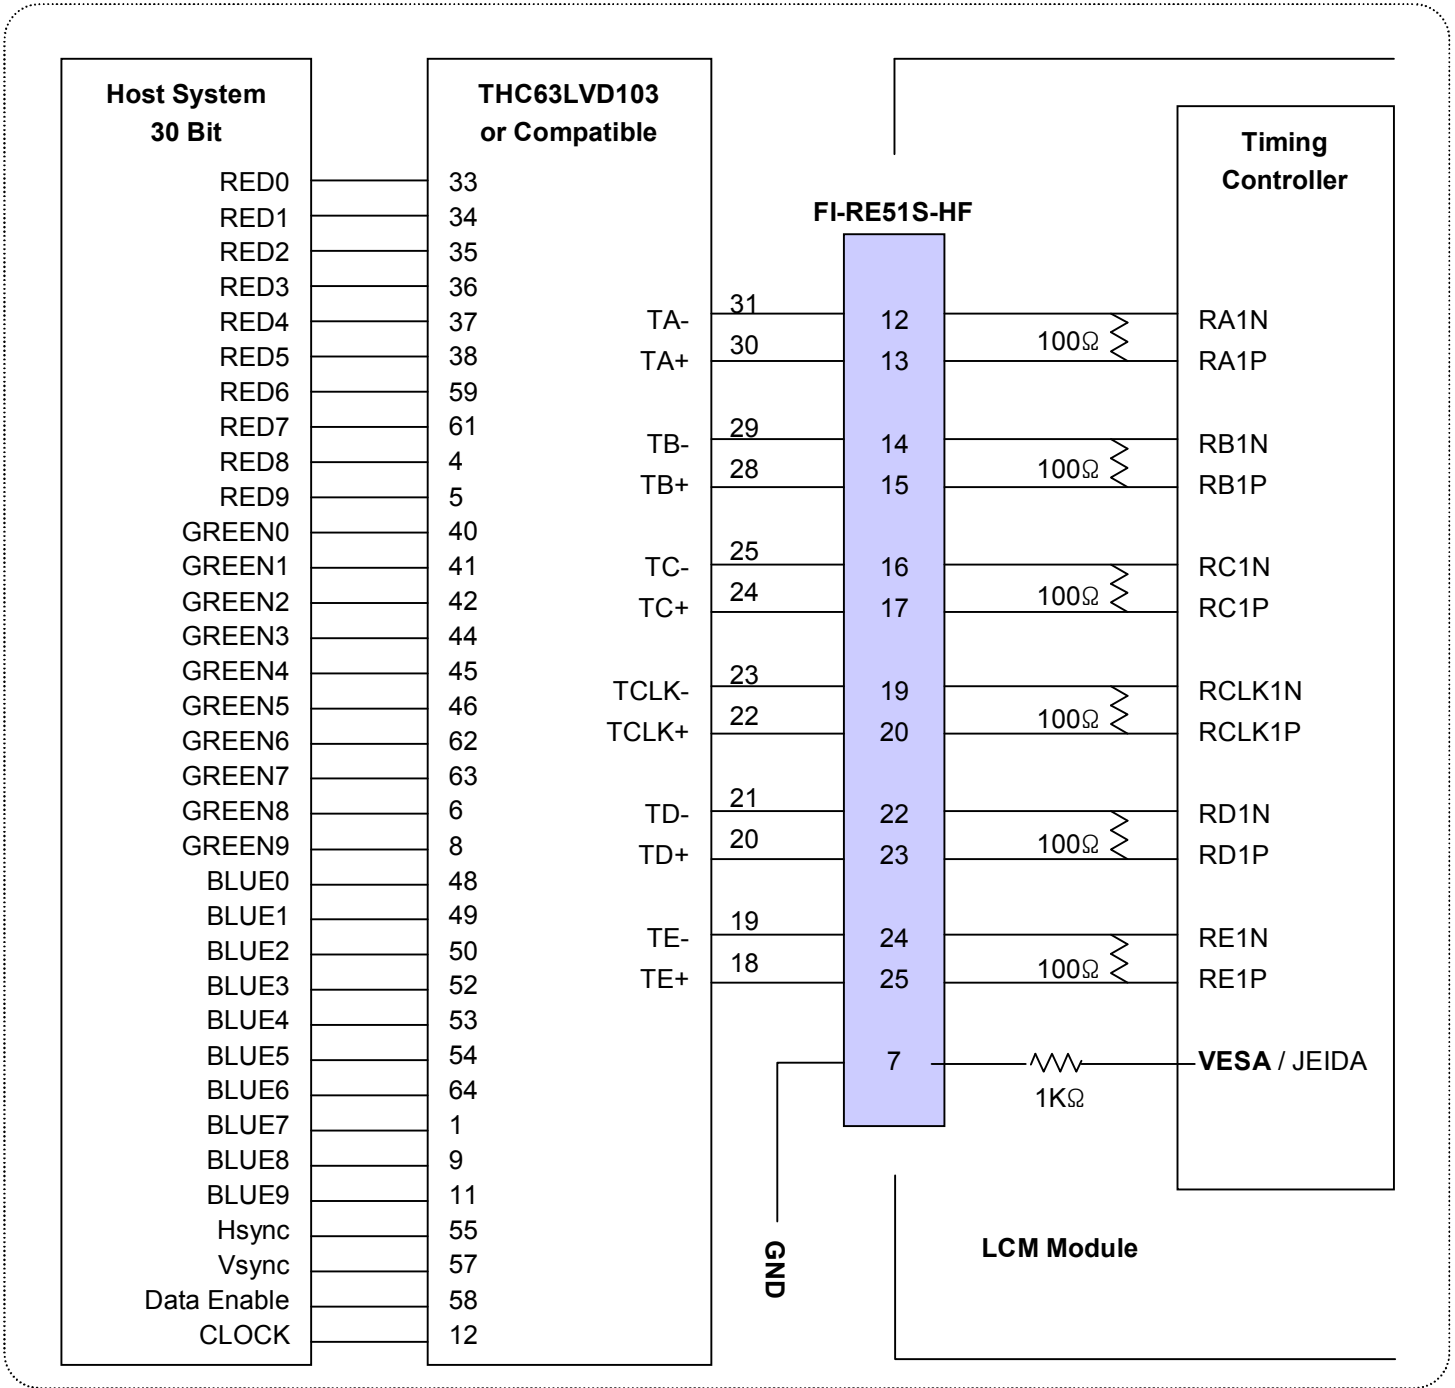 Host System
30 Bit
RED0
RED1
RED2
RED3
RED4
RED5
RED6
RED7
RED8
RED9
GREEN0
GREEN1
GREEN2
GREEN3
GREEN4
GREEN5
GREEN6
GREEN7
GREEN8
GREEN9
BLUE0
BLUE1
BLUE2
BLUE3
BLUE4
BLUE5
BLUE6
BLUE7
BLUE8
BLUE9
Hsync
Vsync
Data Enable
CLOCK
THC63LVD103
or Compatible
33
34
35
36
37
38
59
61
4
5
40
41
42
44
45
46
62
63
6
8
48
49
50
52
53
54
64
1
9
11
55
57
58
12
TA-
TA+
TB-
TB+
TC-
TC+
TCLK-
TCLK+
TD-
TD+
TE-
TE+
31
30
29
28
25
24
23
22
21
20
19
18
GND
FI-RE51S-HF
12
13
14
15
16
17
19
20
22
23
24
25
7
100Ω
100Ω
100Ω
100Ω
100Ω
100Ω
1KΩ
Timing
Controller
RA1N
RA1P
RB1N
RB1P
RC1N
RC1P
RCLK1N
RCLK1P
RD1N
RD1P
RE1N
RE1P
VESA / JEIDA
LCM Module